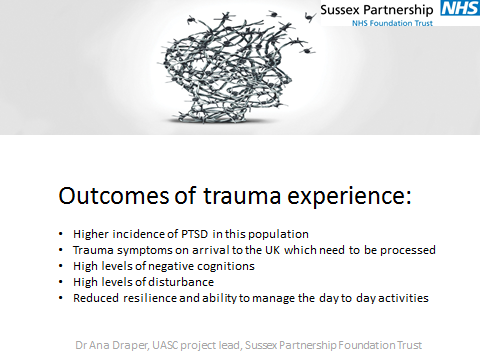 Sussex Partnership NHS
NHS Foundation Trust
Outcomes of trauma experience:
• Higher incidence of PTSD in this population
• Trauma symptoms on arrival to the UK which need to be processed
• High levels of negative cognitions
• High levels of disturbance
• Reduced resilience and ability to manage the day to day activities
Dr Ana Draper, UASC project lead, Sussex Partnership Foundation Trust